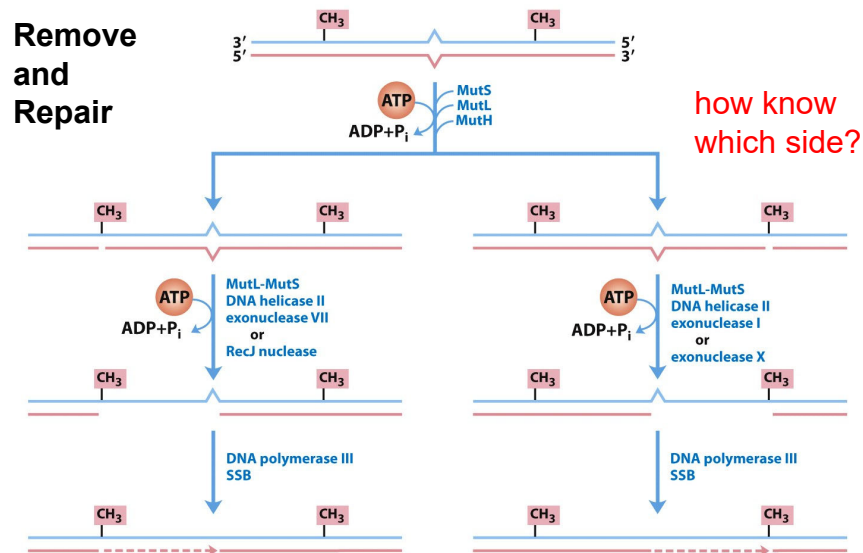 Remove
and
Repair
CH3
CH3
3′
5′
5′
3′
ATP
ADP+Pi
MutS
MutL
MutH
how know
which side?
CH3
CH3
ATP
ADP+Pi
MutL-MutS
DNA helicase II
exonuclease VII
or
RecJ nuclease
CH3
CH3
DNA polymerase III
SSB
CH3
CH3
CH3
CH3
ATP
ADP+Pi
MutL-MutS
DNA helicase II
exonuclease I
or
exonuclease X
CH3
CH3
DNA polymerase III
SSB
CH3
CH3